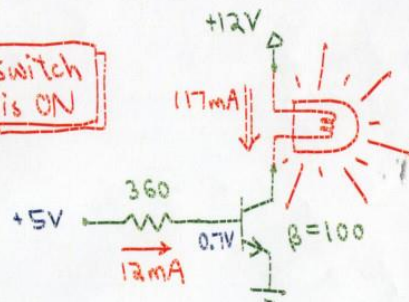 +12V
switch
is ON
117mA
360
+5V
0.7V
β=100
12mA